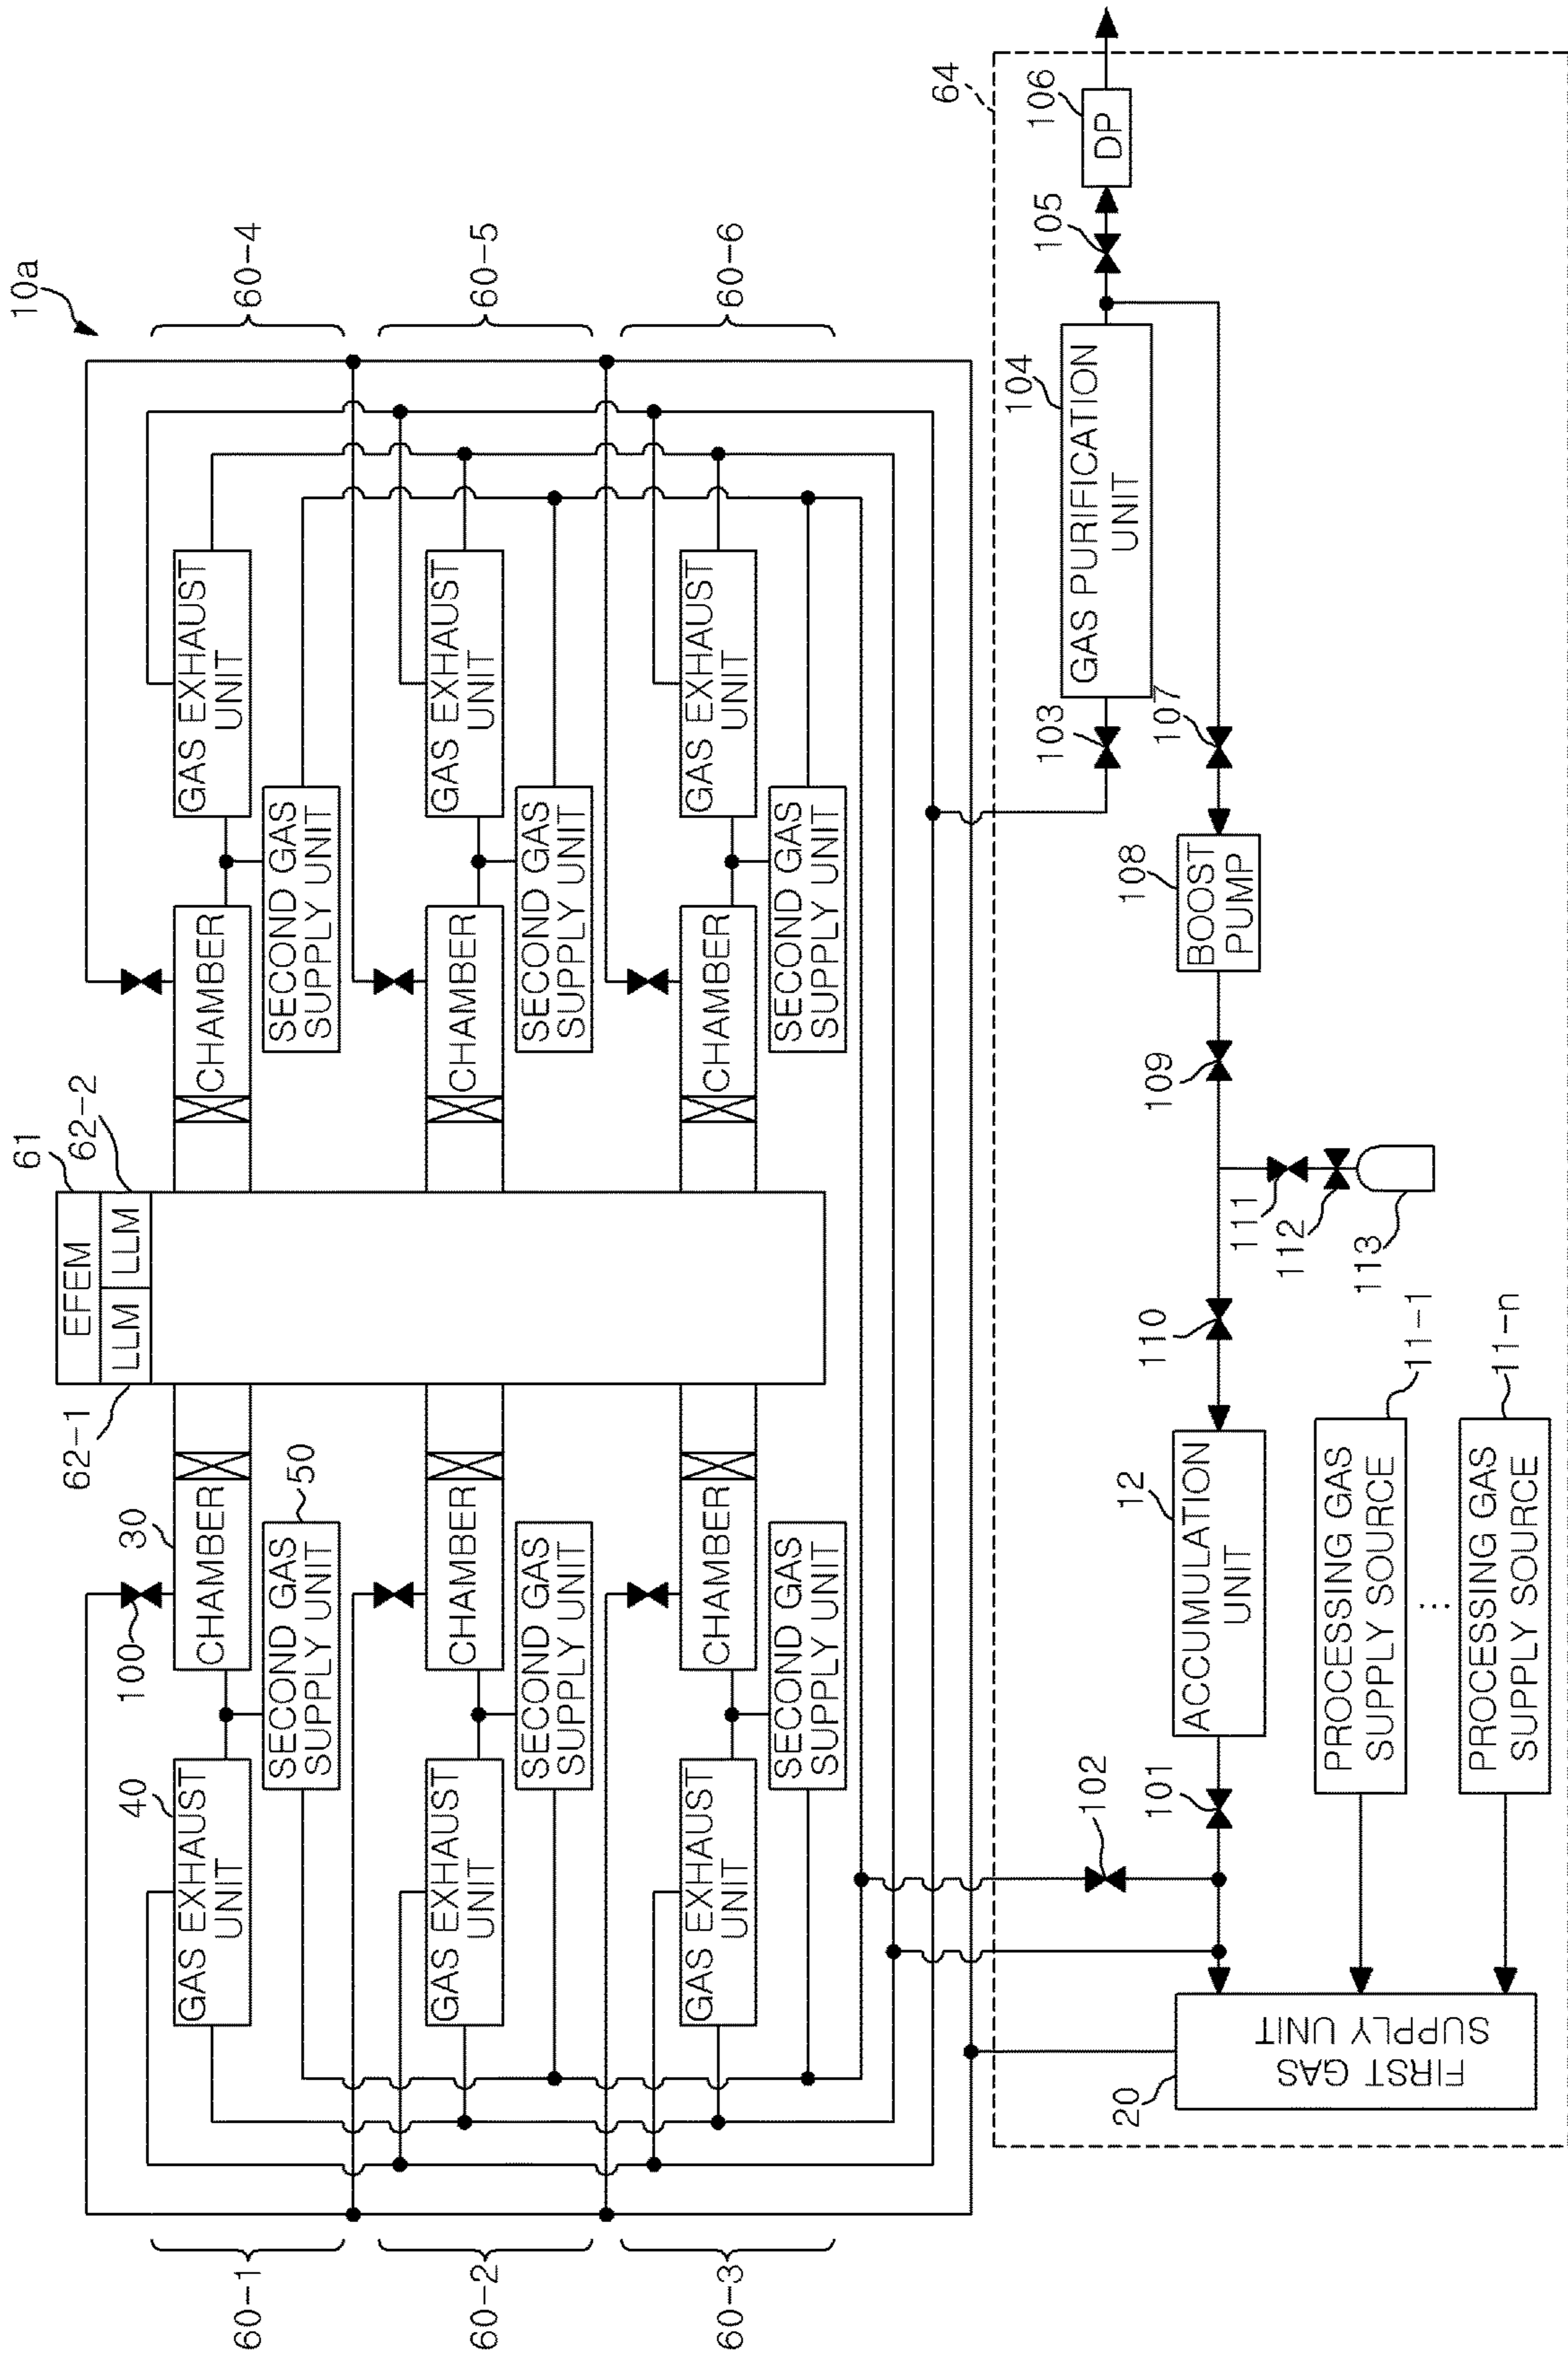 10a
60-1
60-2
60-3
60-4
60-5
60-6
61
EFEM
LLM
LLM
62-1
62-2
GAS EXHAUST
UNIT
40
CHAMBER
30
100
SECOND GAS
SUPPLY UNIT
50
CHAMBER
GAS EXHAUST
UNIT
SECOND GAS
SUPPLY UNIT
GAS EXHAUST
UNIT
CHAMBER
SECOND GAS
SUPPLY UNIT
CHAMBER
GAS EXHAUST
UNIT
SECOND GAS
SUPPLY UNIT
GAS EXHAUST
UNIT
CHAMBER
SECOND GAS
SUPPLY UNIT
CHAMBER
GAS EXHAUST
UNIT
SECOND GAS
SUPPLY UNIT
64
103
104
GAS PURIFICATION
UNIT
105
106
DP
107
108
BOOST
PUMP
109
110
111
112
113
12
ACCUMULATION
UNIT
101
102
20
FIRST GAS
SUPPLY UNIT
PROCESSING GAS
SUPPLY SOURCE
11-1
...
PROCESSING GAS
SUPPLY SOURCE
11-n